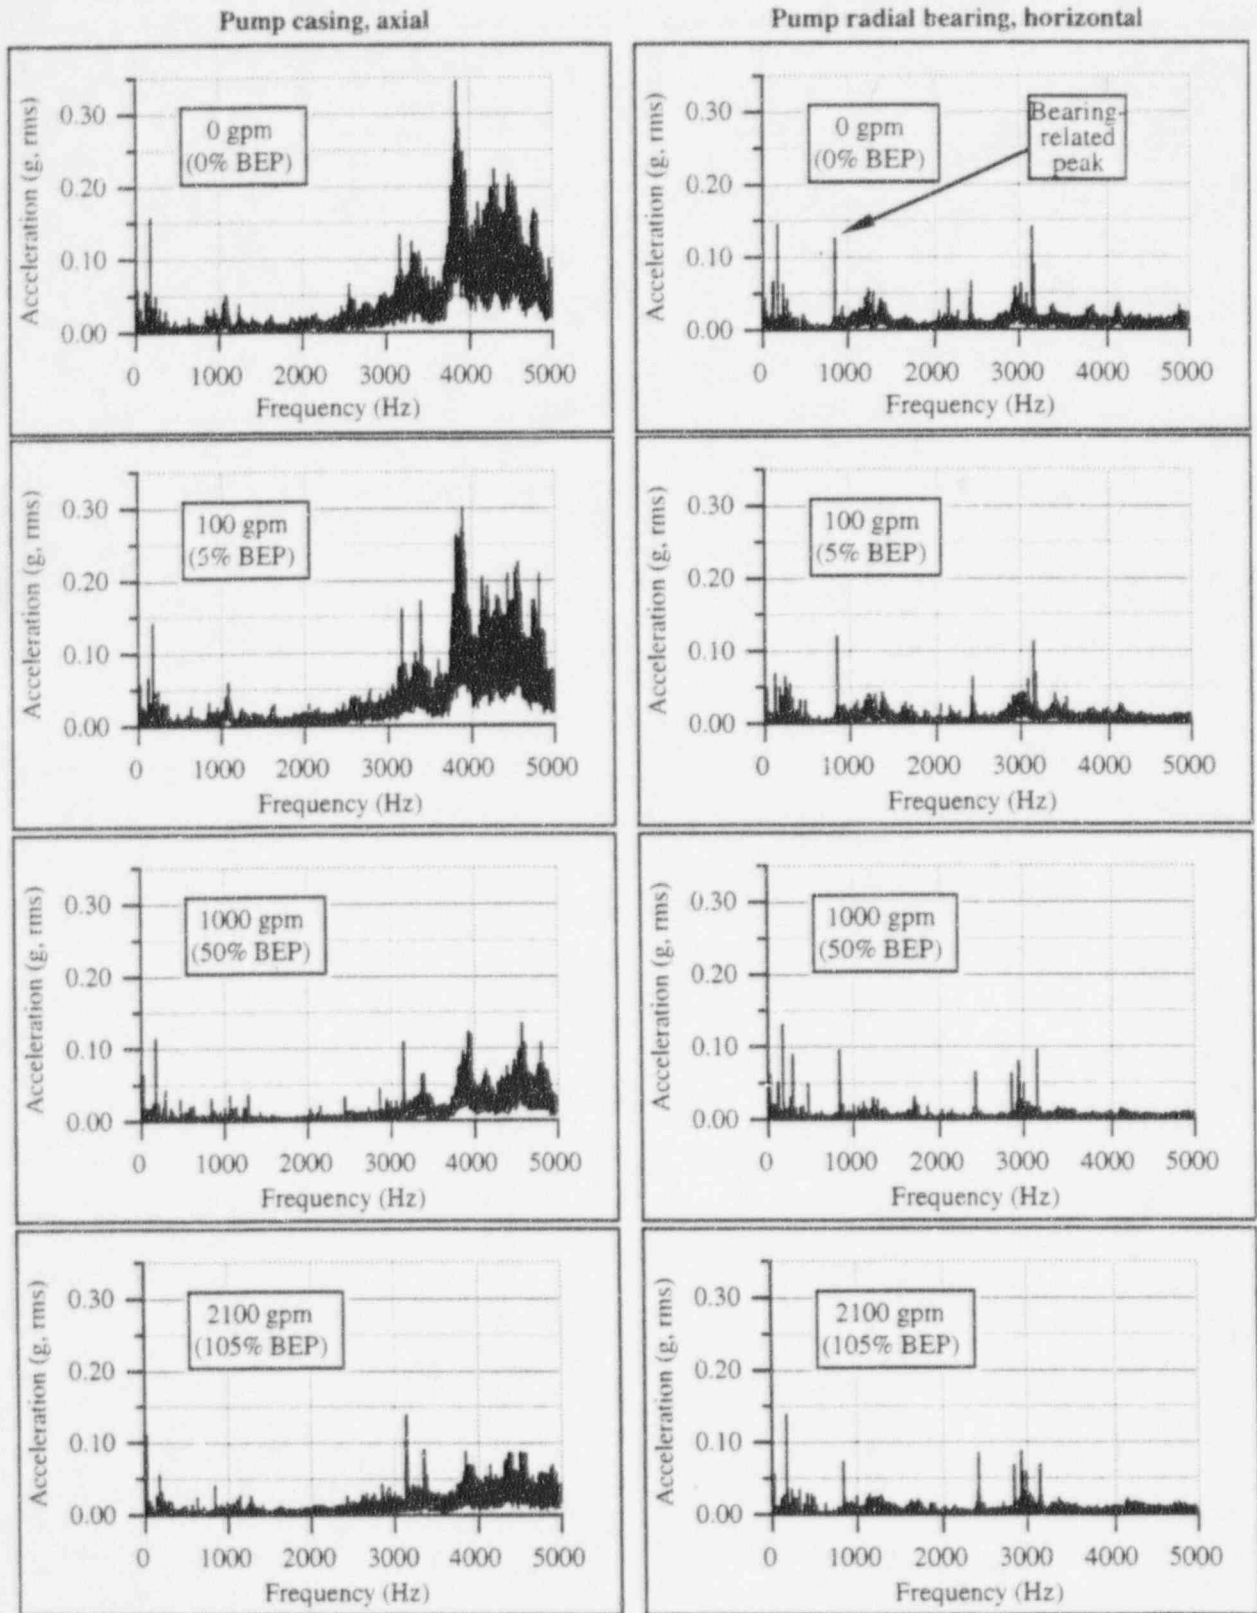 Pump casing, axial
Pump radial bearing, horizontal
Acceleration (g, rms)
0.30
0.20
0.10
0.00
0 gpm
(0% BEP)
0 1000 2000 3000 4000 5000
Frequency (Hz)
Acceleration (g, rms)
0.30
0.20
0.10
0.00
0 gpm
(0% BEP)
Bearing-
related
peak
0 1000 2000 3000 4000 5000
Frequency (Hz)
Acceleration (g, rms)
0.30
0.20
0.10
0.00
100 gpm
(5% BEP)
0 1000 2000 3000 4000 5000
Frequency (Hz)
Acceleration (g, rms)
0.30
0.20
0.10
0.00
100 gpm
(5% BEP)
0 1000 2000 3000 4000 5000
Frequency (Hz)
Acceleration (g, rms)
0.30
0.20
0.10
0.00
1000 gpm
(50% BEP)
0 1000 2000 3000 4000 5000
Frequency (Hz)
Acceleration (g, rms)
0.30
0.20
0.10
0.00
1000 gpm
(50% BEP)
0 1000 2000 3000 4000 5000
Frequency (Hz)
Acceleration (g, rms)
0.30
0.20
0.10
0.00
2100 gpm
(105% BEP)
0 1000 2000 3000 4000 5000
Frequency (Hz)
Acceleration (g, rms)
0.30
0.20
0.10
0.00
2100 gpm
(105% BEP)
0 1000 2000 3000 4000 5000
Frequency (Hz)